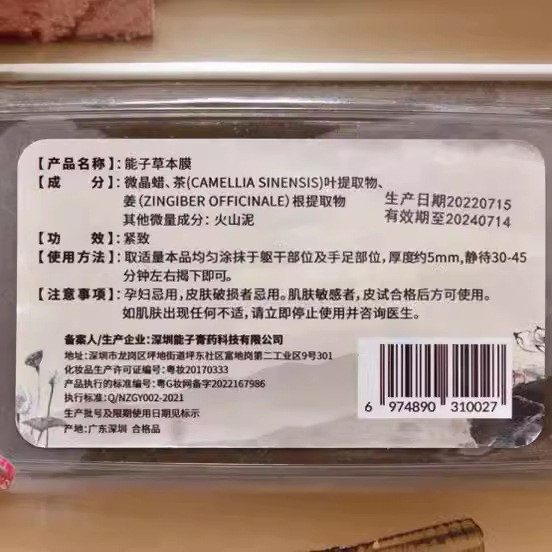 【产品名称】：能子草本膜
【成 分】：微晶蜡、茶(CAMELLIA SINENSIS)叶提取物、
姜(ZINGIBER OFFICINALE）根提取物
其他微量成分：火山泥
生产日期20220715
有效期至20240714
【功 效】：紧致
【使用方法】：取适量本品均匀涂抹于躯干部位及手足部位，厚度约5mm,静待30-45
分钟左右揭下即可。
【注意事项】：孕妇忌用，皮肤破损者忌用。肌肤敏感者，皮试合格后方可使用。
如肌肤出现任何不适，请立即停止使用并咨询医生。
备案人/生产企业：深圳能子膏药科技有限公司
地址：深圳市龙岗区坪地街道坪东社区富地岗第二工业区9号301
化妆品生产许可证编号：粤妆20170333
产品执行的标准编号：粤G妆网备字2022167986
执行标准：Q/NZGY002-2021
生产批号及限期使用日期见标示
产地：广东深圳 合格品
6 974890 310027